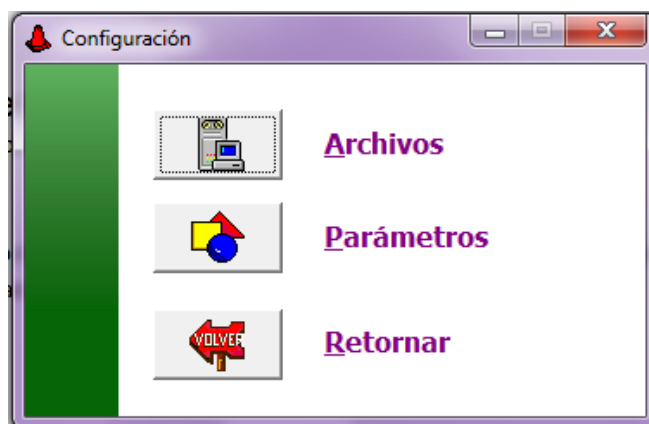 Configuración
Archivos
Parámetros
VOLVER
Retornar